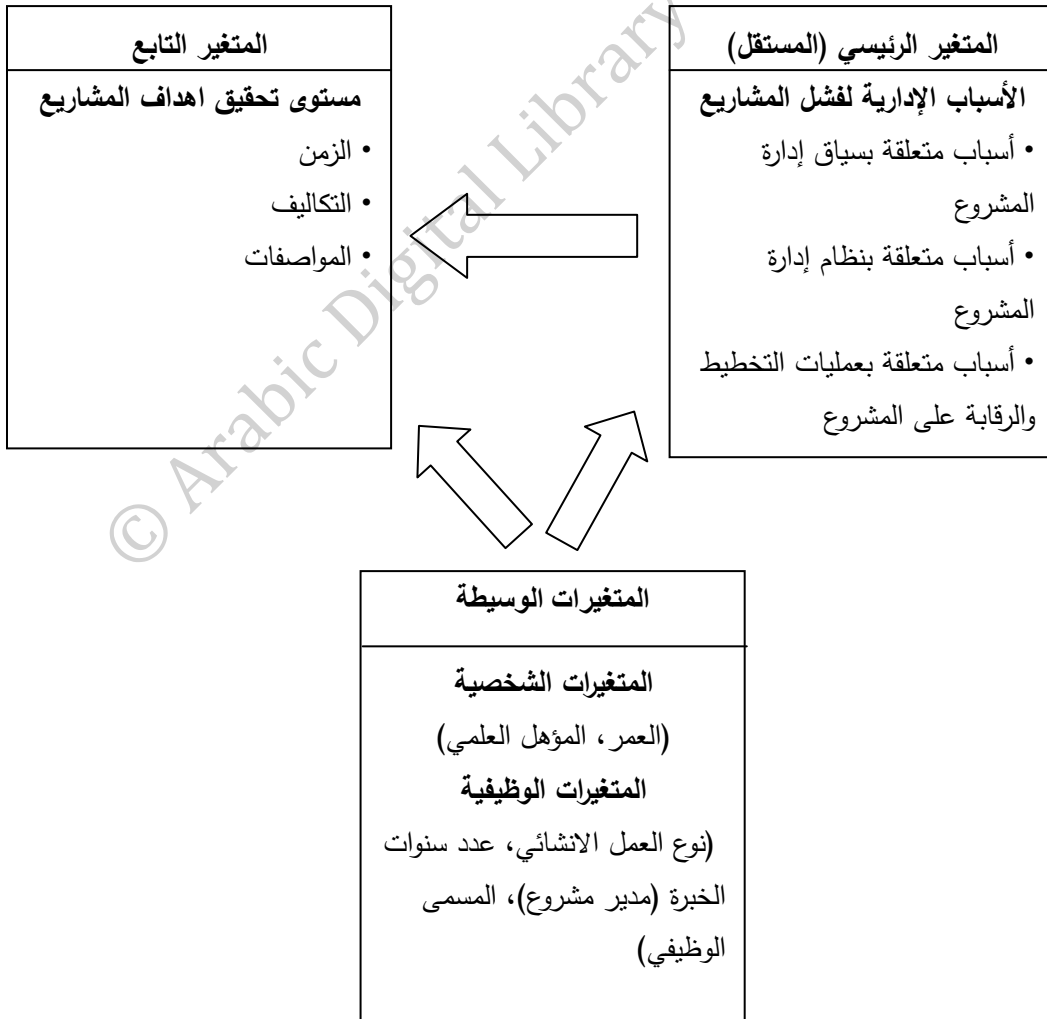 المتغير الرئيسي (المستقل)
الأسباب الإدارية لفشل المشاريع
• أسباب متعلقة بسياق إدارة
المشروع
• أسباب متعلقة بنظام إدارة
المشروع
• أسباب متعلقة بعمليات التخطيط
والرقابة على المشروع
المتغير التابع
مستوى تحقيق اهداف المشاريع
• الزمن
• التكاليف
• المواصفات
المتغيرات الوسيطة
المتغيرات الشخصية
(العمر، المؤهل العلمي)
المتغيرات الوظيفية
(نوع العمل الانشائي، عدد سنوات
الخبرة (مدير مشروع)، المسمى
الوظيفي)
© Arabic Digital Library